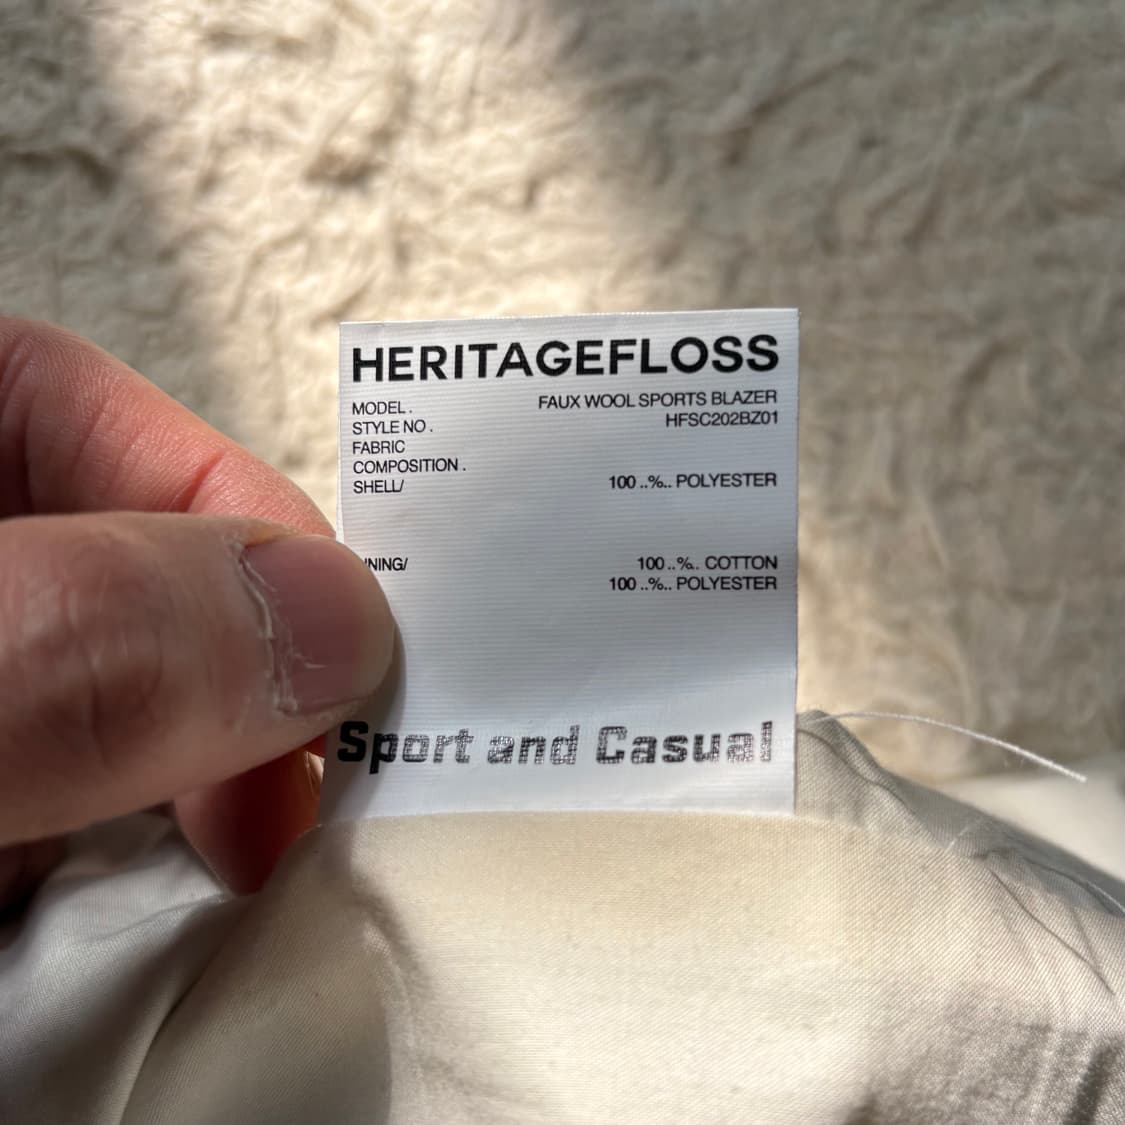 HERITAGEFLOSS
MODEL . FAUX WOOL SPORTS BLAZER
STYLE NO . HFSC202BZ01
FABRIC
COMPOSITION .
SHELL/ 100 ..%.. POLYESTER
NING/ 100 ..%.. COTTON
100 ..%.. POLYESTER
Sport and Casual